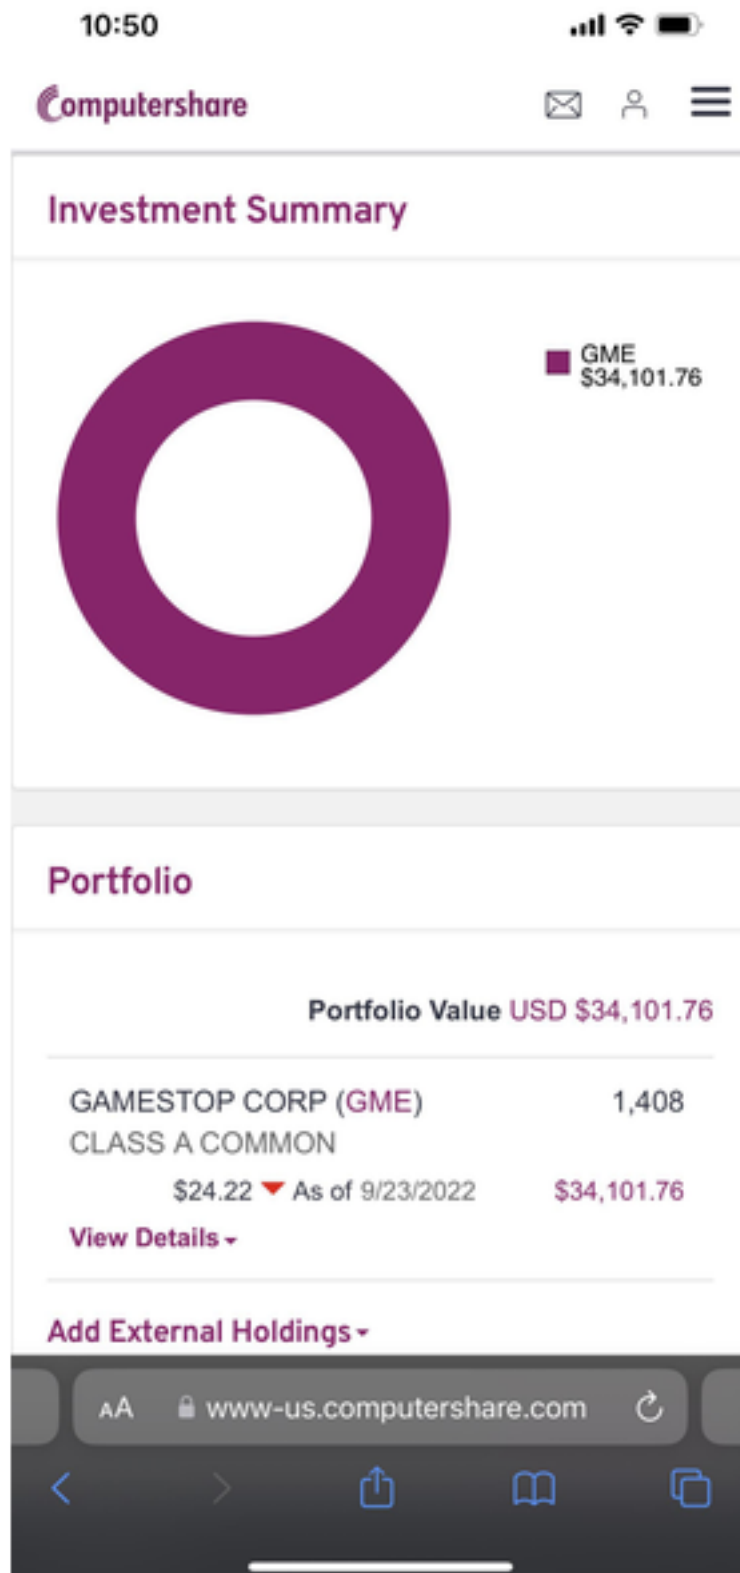 10:50
Computershare
Investment Summary
GME
$34,101.76
Portfolio
Portfolio Value USD $34,101.76
GAMESTOP CORP (GME) 1,408
CLASS A COMMON
$24.22 As of 9/23/2022 $34,101.76
View Details
Add External Holdings
AA www-us.computershare.com